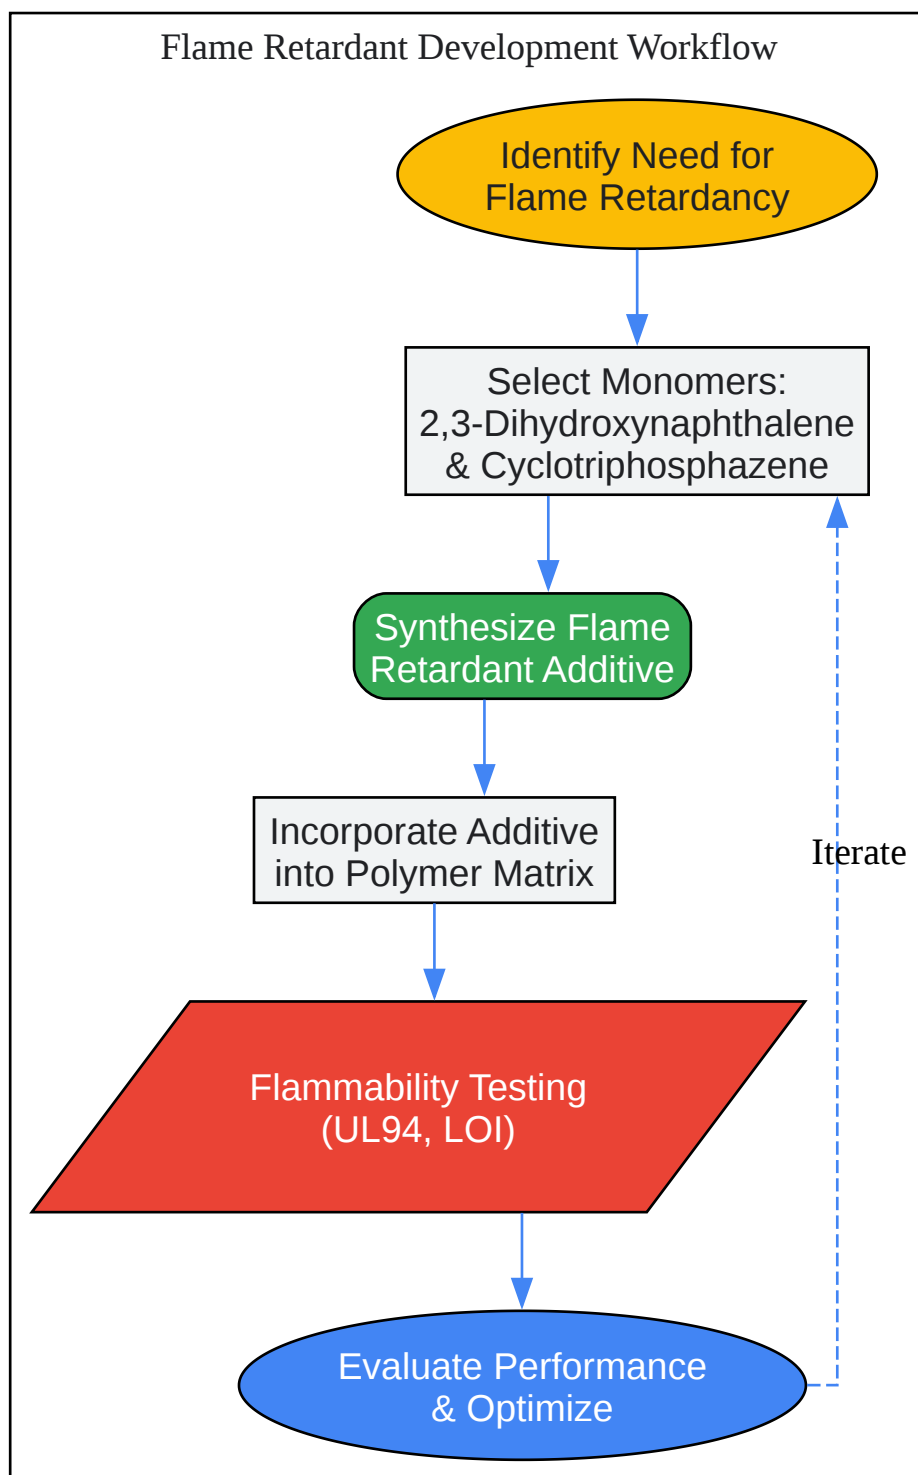 Flame Retardant Development Workflow
Identify Need for
Flame Retardancy
Select Monomers:
2,3-Dihydroxynaphthalene
& Cyclotriphosphazene
Synthesize Flame
Retardant Additive
Incorporate Additive
into Polymer Matrix
Iterate
Flammability Testing
(UL94, LOI)
Evaluate Performance
& Optimize